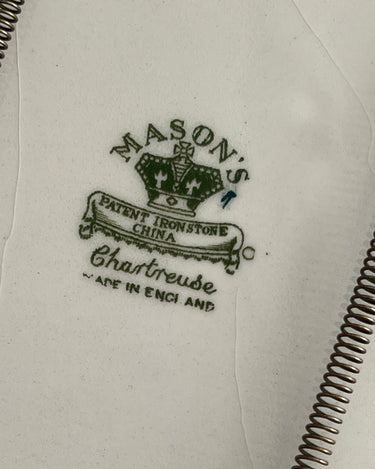 MASON'S
PATENT IRONSTONE
CHINA
Chartreuse
MADE IN ENGLAND